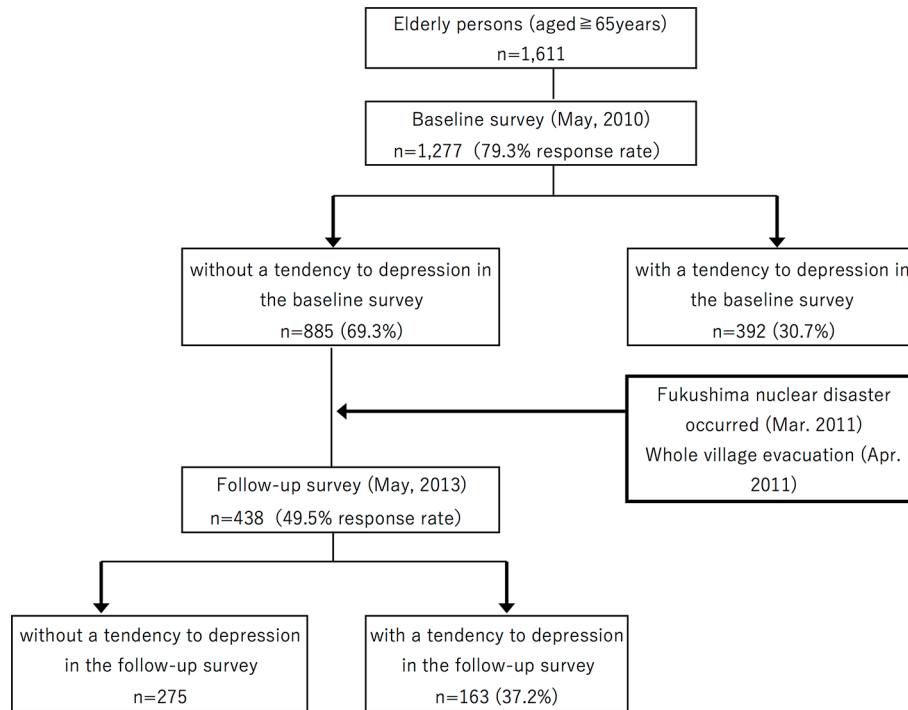 Elderly persons (aged≧65years)
n=1,611
Baseline survey (May, 2010)
n=1,277 (79.3% response rate)
without a tendency to depression in
the baseline survey
n=885 (69.3%)
with a tendency to depression in
the baseline survey
n=392 (30.7%)
Fukushima nuclear disaster
occurred (Mar. 2011)
Whole village evacuation (Apr.
2011)
Follow-up survey (May, 2013)
n=438 (49.5% response rate)
without a tendency to depression
in the follow-up survey
n=275
with a tendency to depression
in the follow-up survey
n=163 (37.2%)